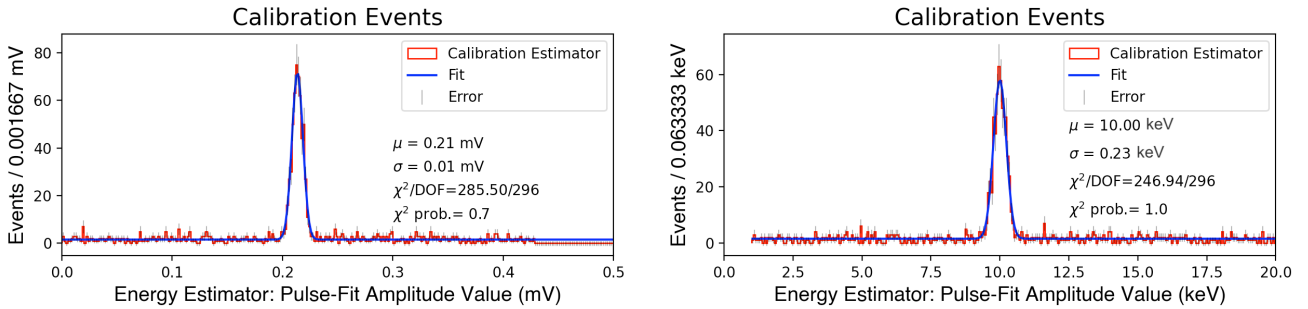 Calibration Events
Events / 0.001667 mV
80
60
40
20
0
Calibration Estimator
Fit
Error
μ = 0.21 mV
σ = 0.01 mV
χ²/DOF=285.50/296
χ² prob.= 0.7
0.0 0.1 0.2 0.3 0.4 0.5
Energy Estimator: Pulse-Fit Amplitude Value (mV)
Calibration Events
Events / 0.063333 keV
60
40
20
0
Calibration Estimator
Fit
Error
μ = 10.00 keV
σ = 0.23 keV
χ²/DOF=246.94/296
χ² prob.= 1.0
0.0 2.5 5.0 7.5 10.0 12.5 15.0 17.5 20.0
Energy Estimator: Pulse-Fit Amplitude Value (keV)